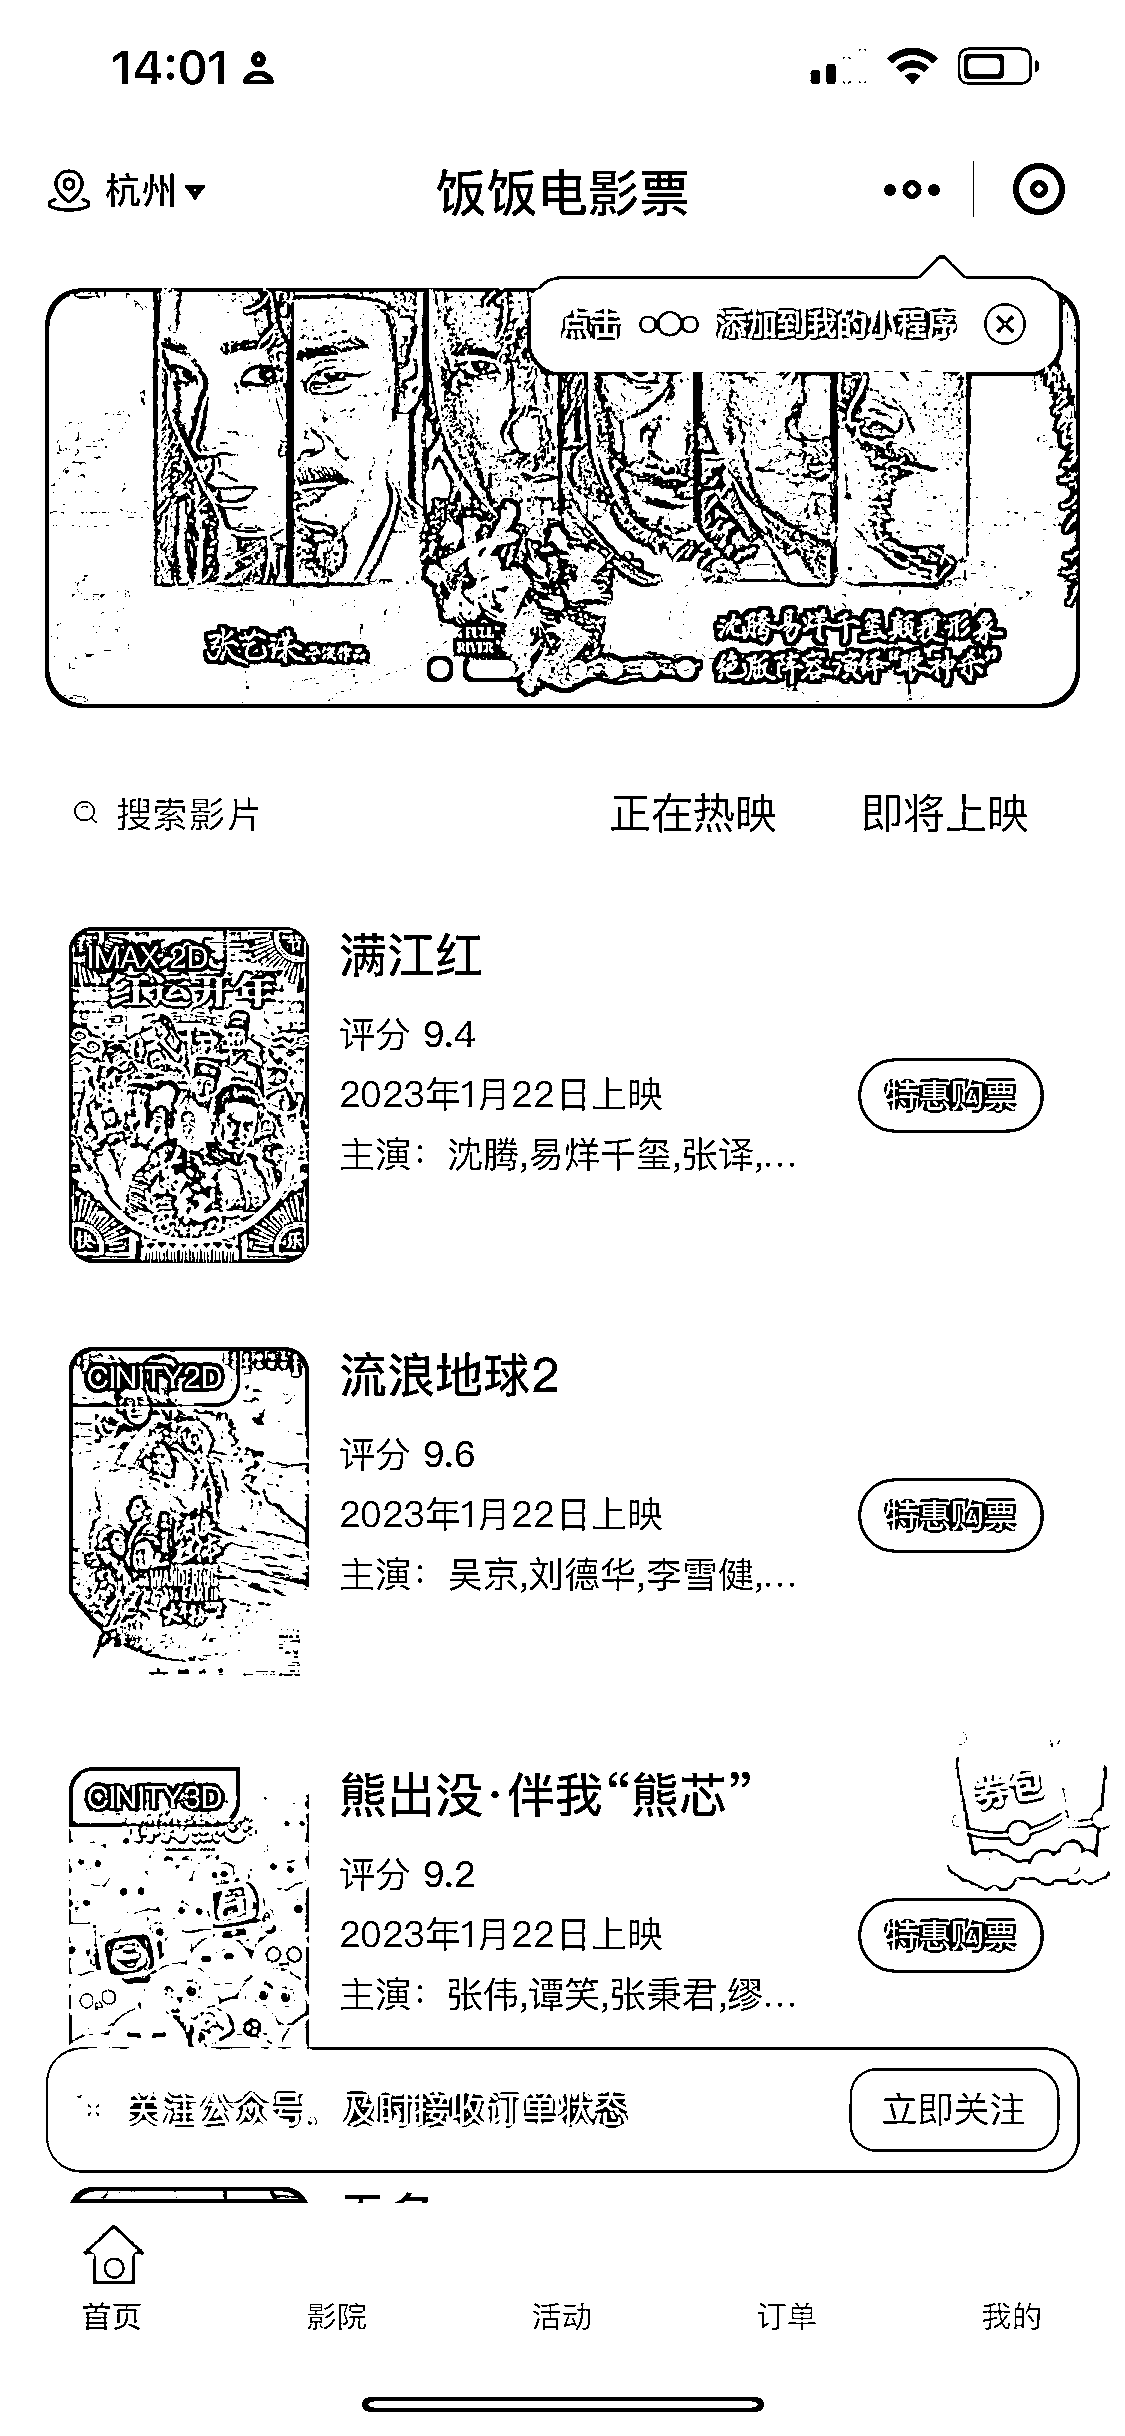 14:01
杭州
饭饭电影票
点击 添加到我的小程序
张艺谋
沈腾易烊千玺颠覆形象
绝版阵容演绎
搜索影片
正在热映
即将上映
IMAX 2D
红运开年
满江红
评分 9.4
2023年1月22日上映
特惠购票
主演：沈腾,易烊千玺,张译,...
快
乐
CINITY2D
流浪地球2
评分 9.6
2023年1月22日上映
特惠购票
主演：吴京,刘德华,李雪健,...
CINITY3D
熊出没·伴我“熊芯”
券包
评分 9.2
2023年1月22日上映
特惠购票
主演：张伟,谭笑,张秉君,缪...
关注公众号，及时接收订单状态
立即关注
首页
影院
活动
订单
我的